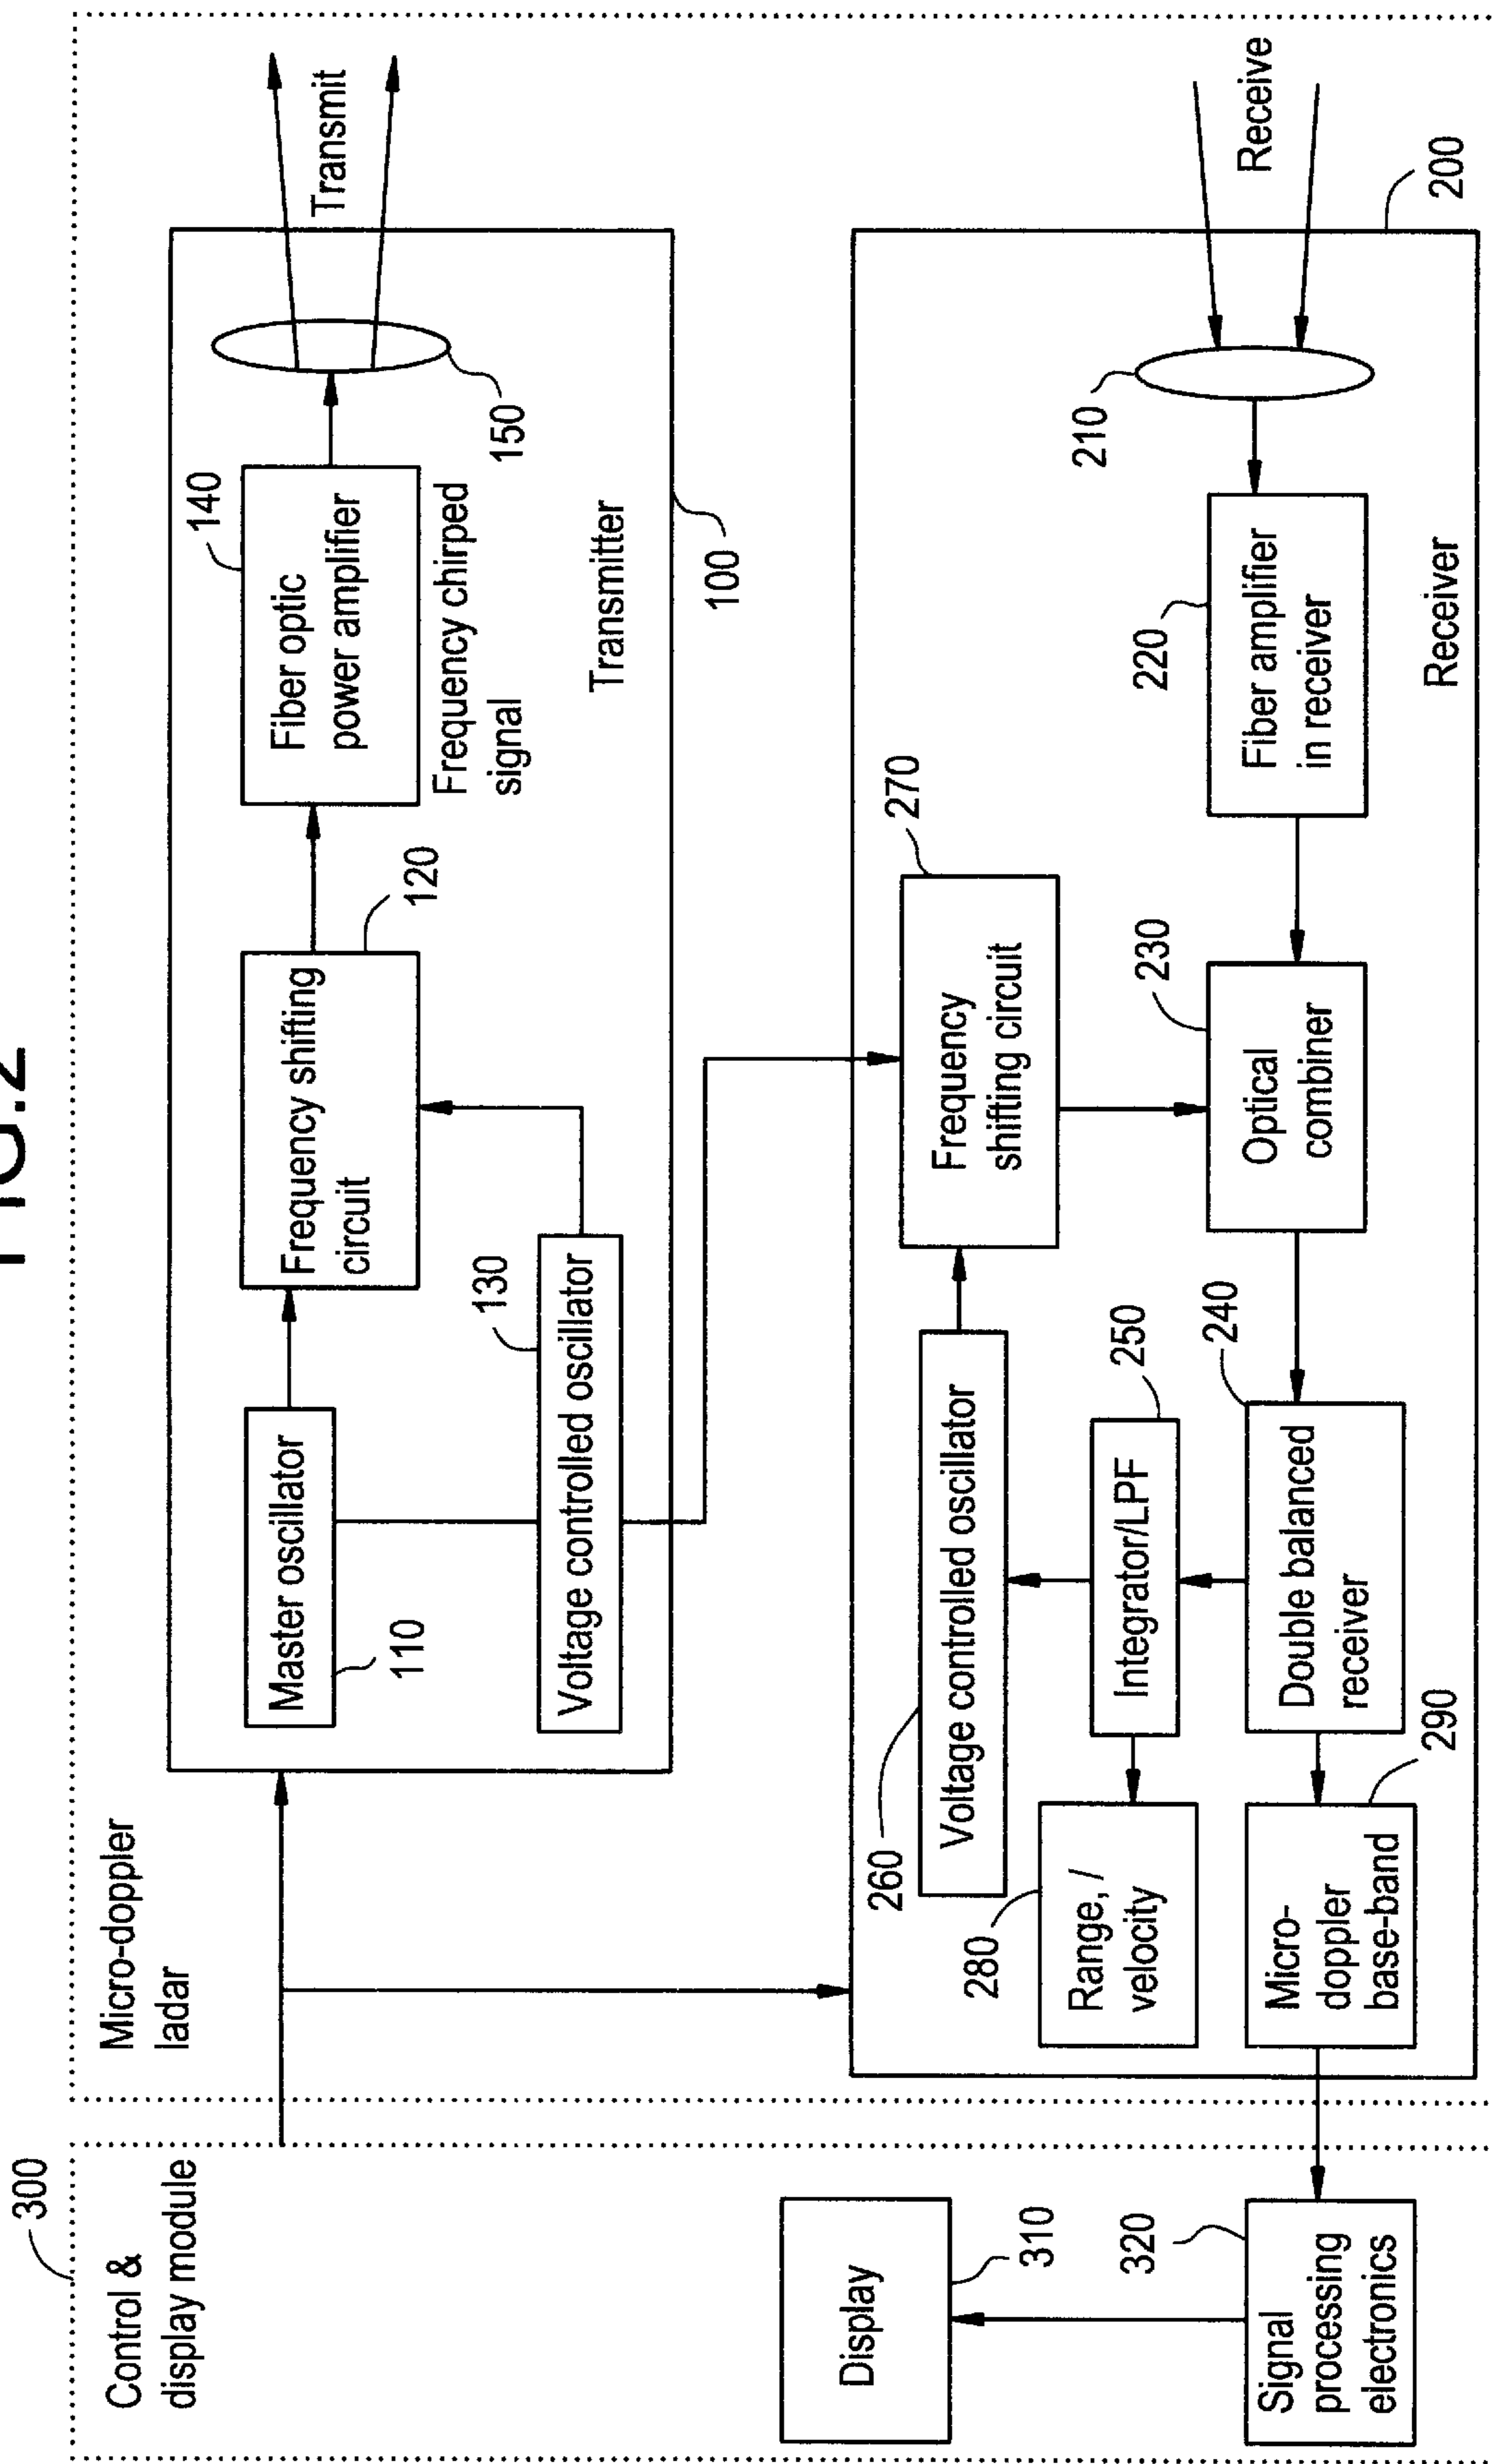 FIG.2
300
Control &
display module
Display
310
320
Signal
processing
electronics
Micro-doppler
ladar
Master oscillator
110
Frequency shifting
circuit
120
Voltage controlled oscillator
130
140
Fiber optic
power amplifier
Frequency chirped
signal
150
Transmit
Transmitter
100
260
Voltage controlled oscillator
270
Frequency
shifting circuit
210
Receive
280
Range, /
velocity
Integrator/LPF
250
240
Double balanced
receiver
290
Micro-
doppler
base-band
230
Optical
combiner
220
Fiber amplifier
in receiver
Receiver
200